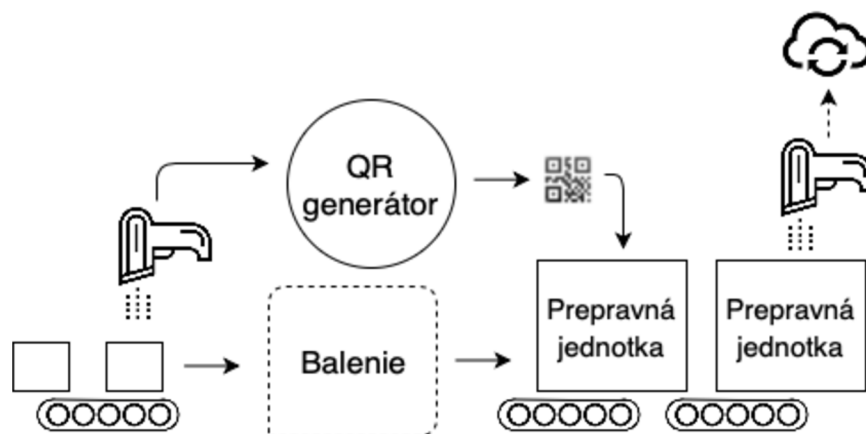 QR
generátor
Balenie
Prepravná
jednotka
Prepravná
jednotka